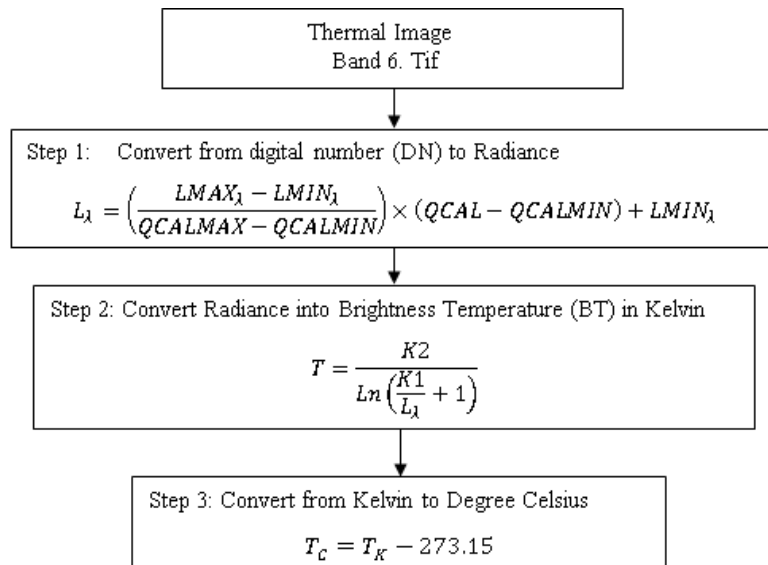 Thermal Image
Band 6. Tif
Step 1: Convert from digital number (DN) to Radiance
L_λ = ((LMAX_λ − LMIN_λ) / (QCALMAX − QCALMIN)) × (QCAL − QCALMIN) + LMIN_λ
Step 2: Convert Radiance into Brightness Temperature (BT) in Kelvin
T = K2 / Ln(K1 / L_λ + 1)
Step 3: Convert from Kelvin to Degree Celsius
T_C = T_K − 273.15